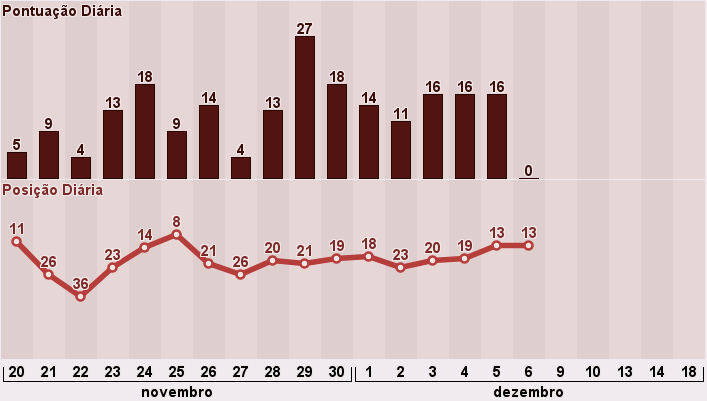 Pontuação Diária
5 9 4 13 18 9 14 4 13 27 18 14 11 16 16 16 0
Posição Diária
11 26 36 23 14 8 21 26 20 21 19 18 23 20 19 13 13
20 21 22 23 24 25 26 27 28 29 30 1 2 3 4 5 6 9 10 13 14 18
novembro dezembro